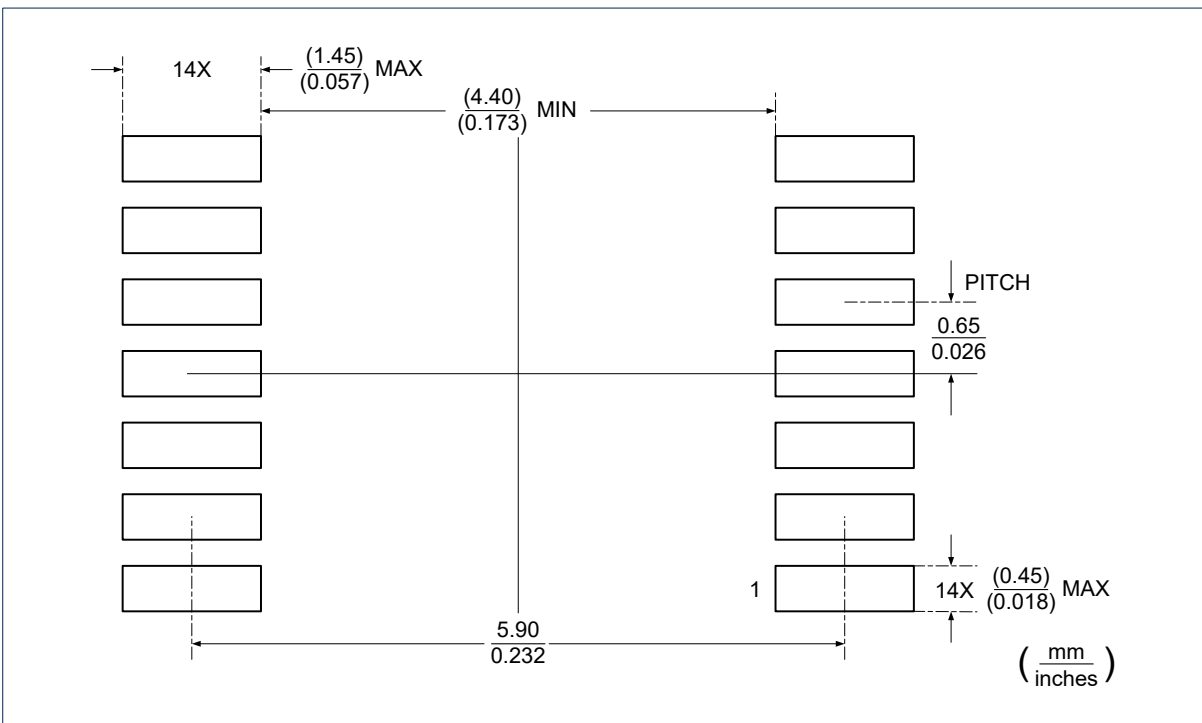 14X
(1.45)
(0.057)
MAX
(4.40)
(0.173)
MIN
PITCH
0.65
0.026
1
14X
(0.45)
(0.018)
MAX
5.90
0.232
(mm
inches)